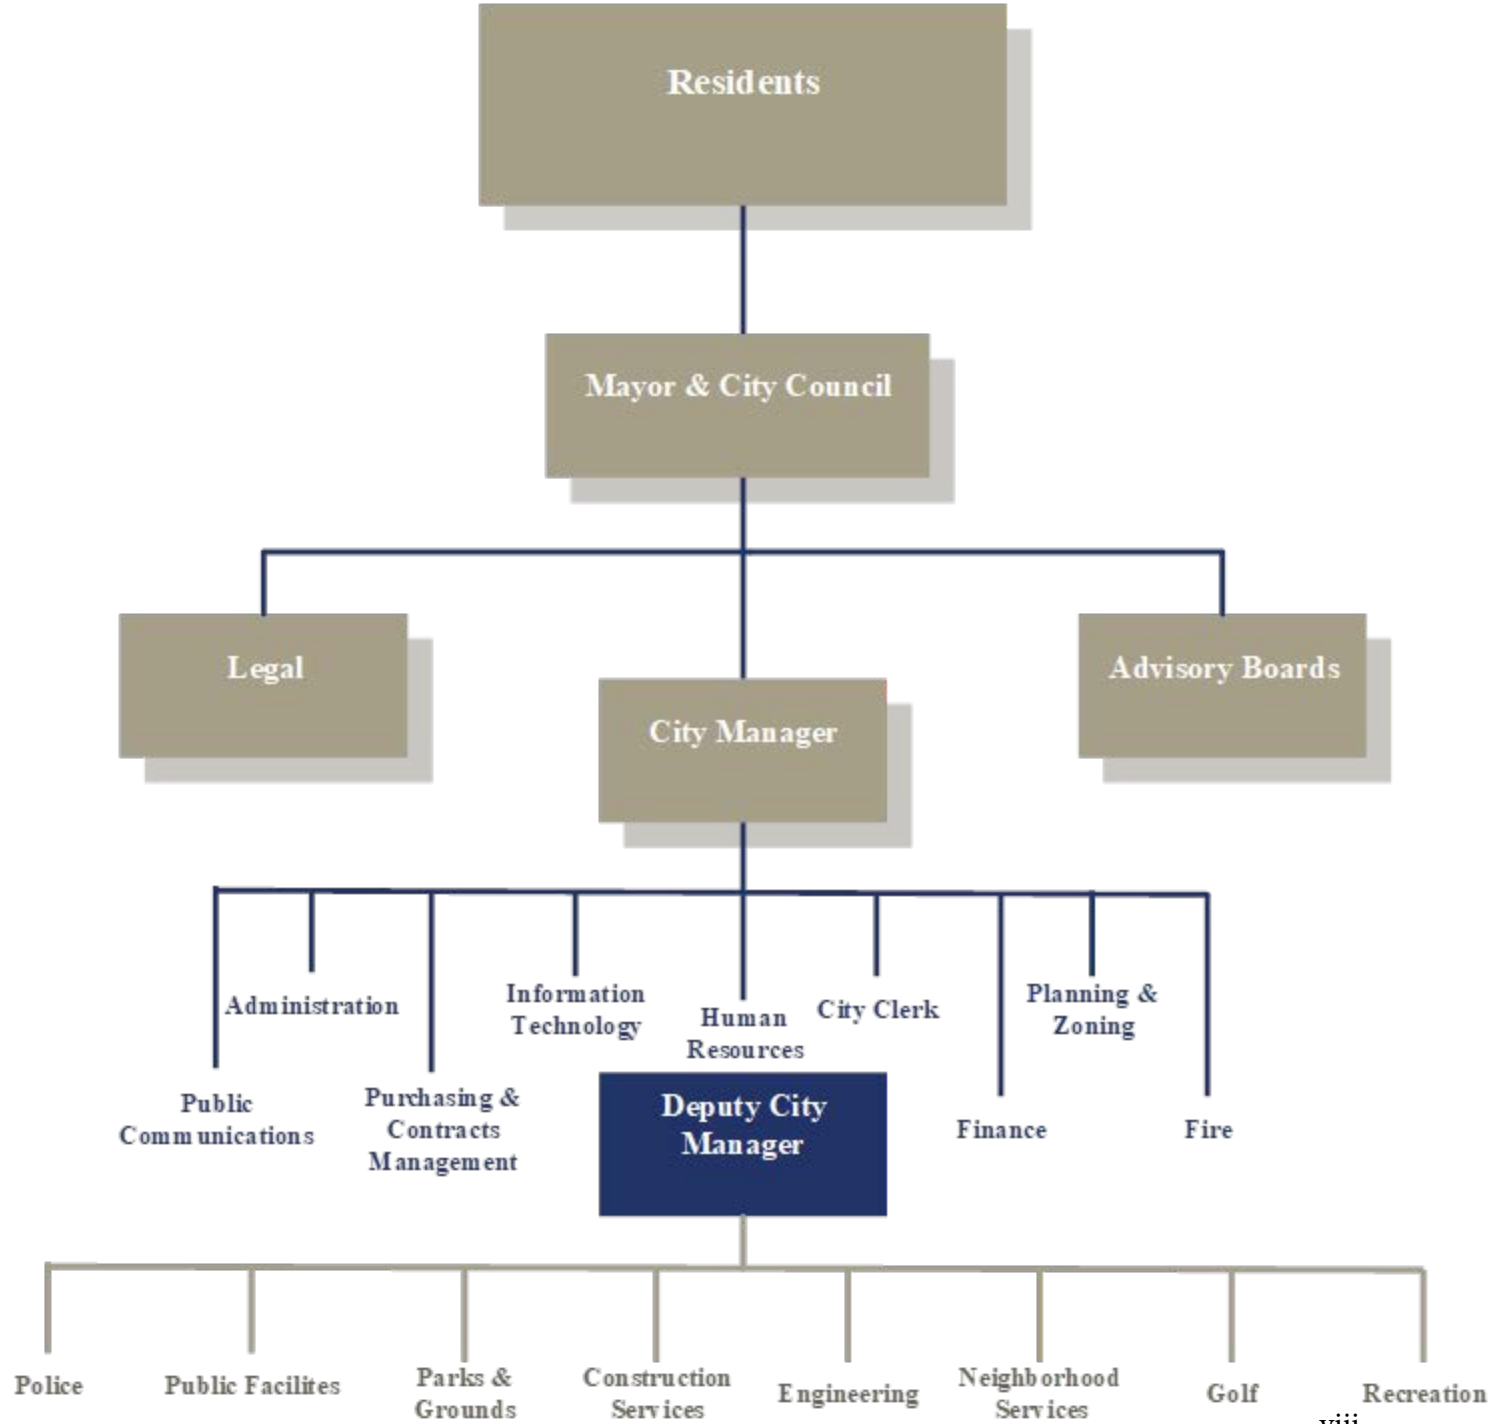 Residents
Mayor & City Council
Legal
Advisory Boards
City Manager
Administration
Information
Technology
Human
Resources
City Clerk
Planning &
Zoning
Public
Communications
Purchasing &
Contracts
Management
Deputy City
Manager
Finance
Fire
Police
Public Facilites
Parks &
Grounds
Construction
Services
Engineering
Neighborhood
Services
Golf
Recreation
viii